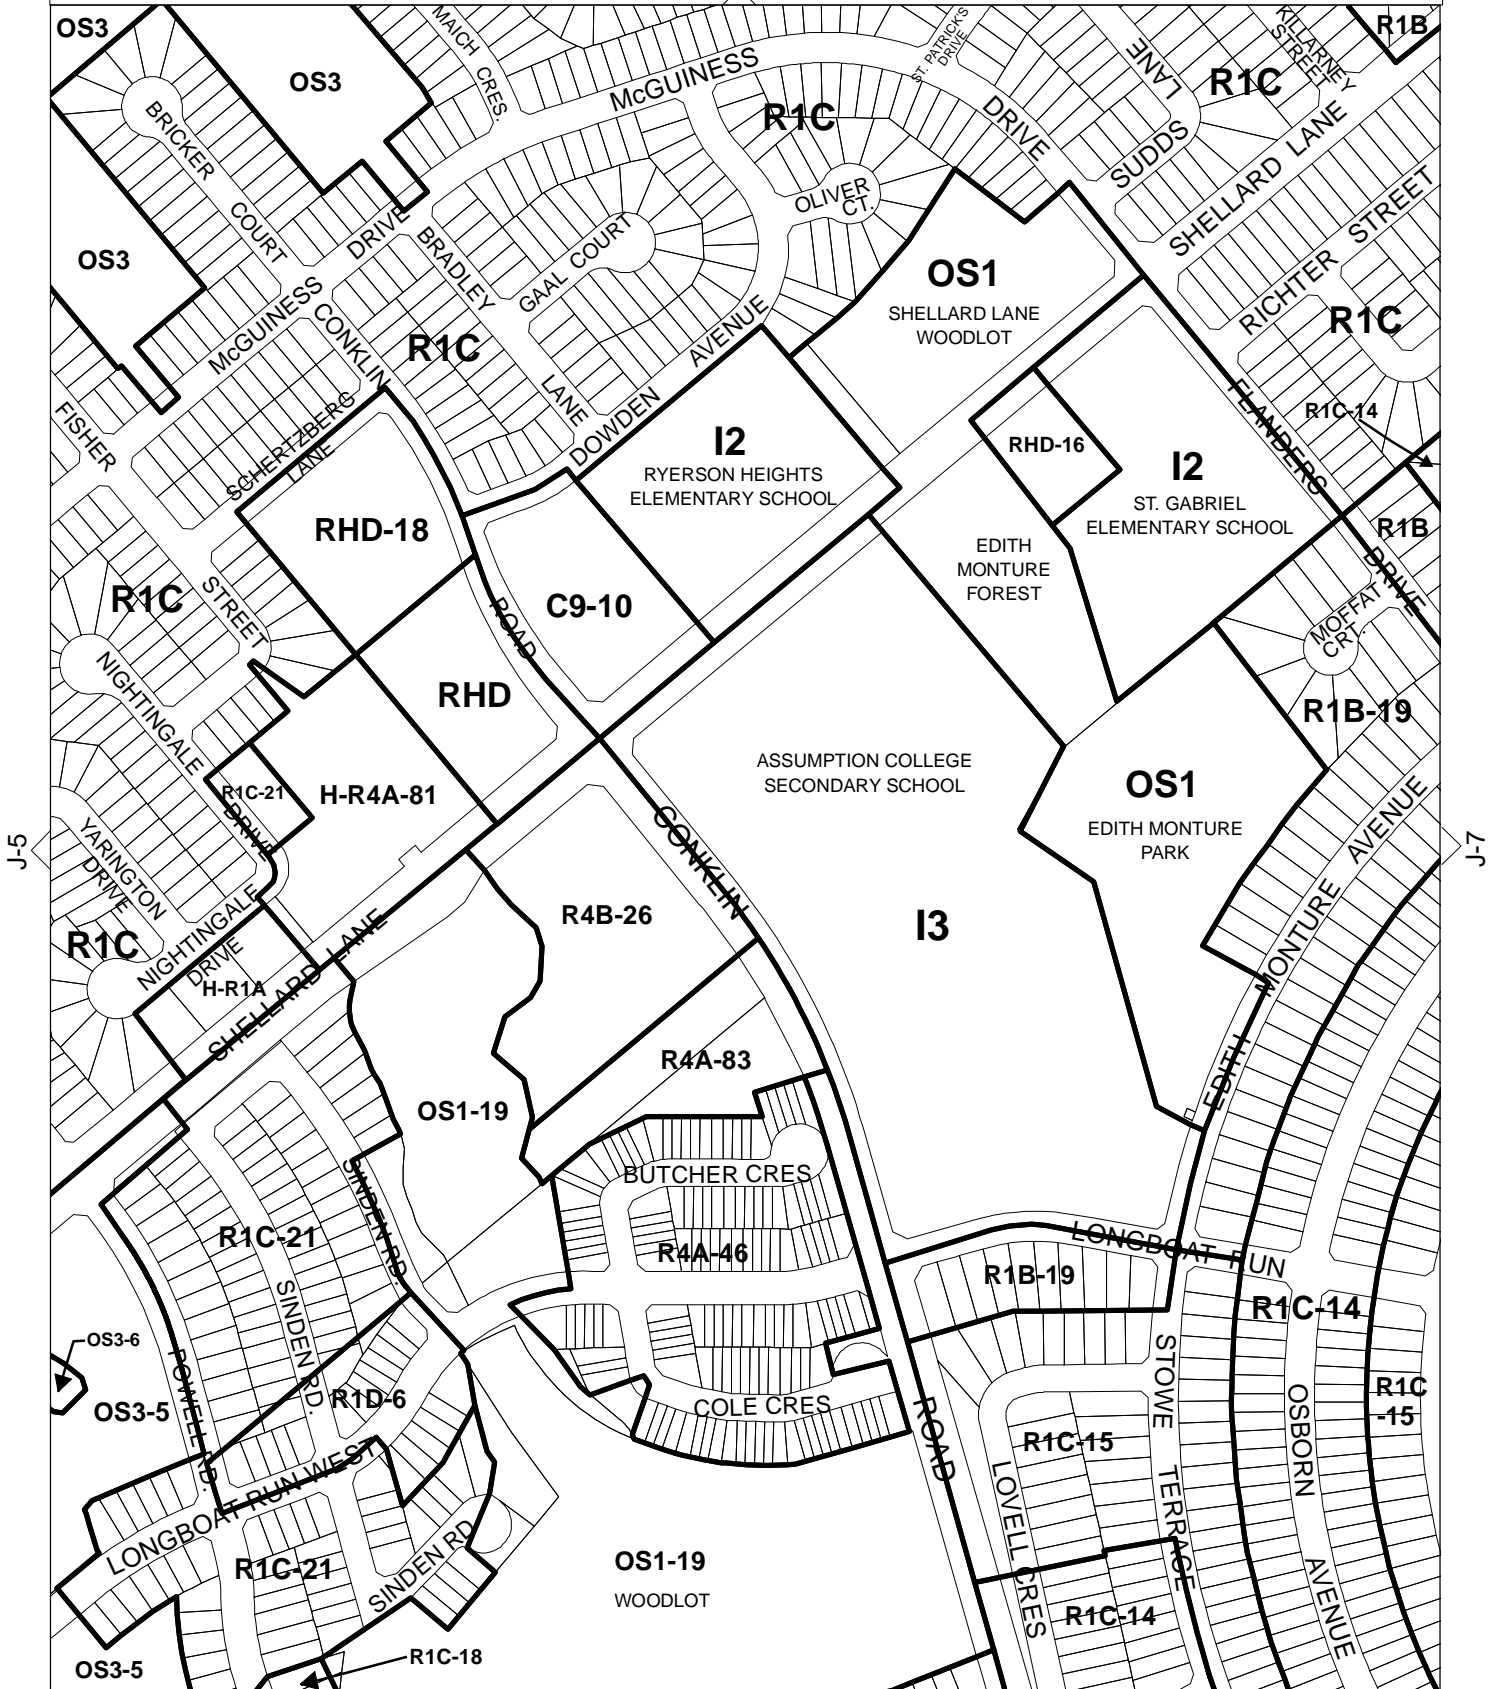 OS3
OS3
MAICH CRES.
McGUINESS
ST. PATRICK'S
DRIVE
DRIVE
LANE
KILLARNEY
STREET
R1B
R1C
R1C
SUDDS
SHELLARD LANE
BRICKER
COURT
OLIVER
CT.
RICHTER STREET
OS3
DRIVE
BRADLEY
GAAL COURT
OS1
SHELLARD LANE
WOODLOT
McGUINESS
CONKLIN
R1C
AVENUE
R1C
LANE
DOWDEN
FLANDERS
R1C-14
FISHER
SCHERTZBERG
LANE
I2
RYERSON HEIGHTS
ELEMENTARY SCHOOL
RHD-16
I2
ST. GABRIEL
ELEMENTARY SCHOOL
RHD-18
R1B
EDITH
MONTURE
FOREST
DRIVE
R1C
STREET
ROAD
C9-10
MOFFAT
CRT.
NIGHTINGALE
RHD
R1B-19
ASSUMPTION COLLEGE
SECONDARY SCHOOL
OS1
EDITH MONTURE
PARK
R1C-21
H-R4A-81
DRIVE
CONKLIN
AVENUE
J-5
J-7
YARINGTON
DRIVE
R4B-26
I3
R1C
NIGHTINGALE
DRIVE
LANE
MONTURE
H-R1A
SHELLARD
R4A-83
EDITH
OS1-19
SINDEN RD.
BUTCHER CRES
R1C-21
R4A-46
LONGBOAT RUN
R1B-19
SINDEN RD.
R1C-14
OS3-6
POWELL RD.
R1D-6
STOWE
OS3-5
COLE CRES
OSBORN
R1C
-15
ROAD
R1C-15
LONGBOAT RUN WEST
LOVELL CRES
TERRACE
R1C-21
SINDEN RD
OS1-19
WOODLOT
AVENUE
R1C-14
OS3-5
R1C-18